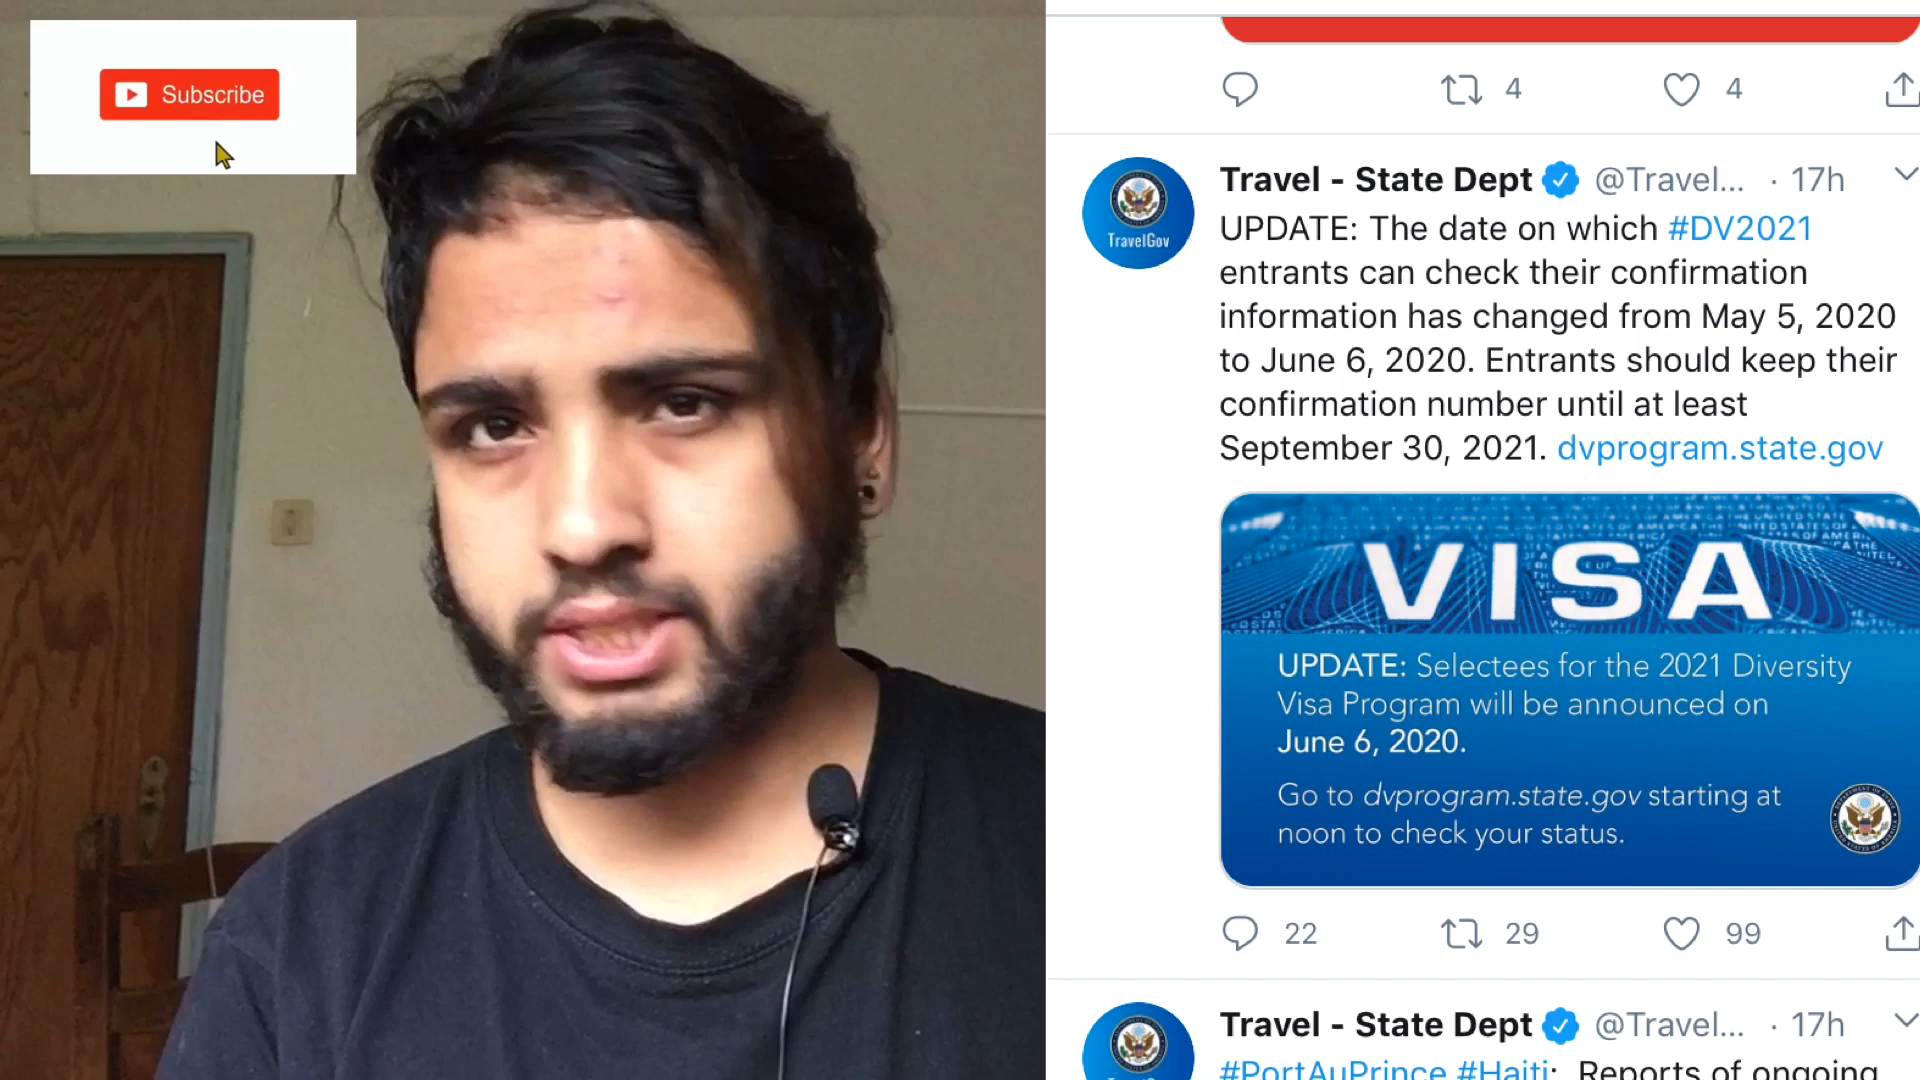 Subscribe
4
4
Travel - State Dept @Travel... · 17h
TravelGov
UPDATE: The date on which #DV2021
entrants can check their confirmation
information has changed from May 5, 2020
to June 6, 2020. Entrants should keep their
confirmation number until at least
September 30, 2021. dvprogram.state.gov
VISA
UPDATE: Selectees for the 2021 Diversity
Visa Program will be announced on
June 6, 2020.
Go to dvprogram.state.gov starting at
noon to check your status.
22
29
99
Travel - State Dept @Travel... · 17h
#PortAuPrince #Haiti: Reports of ongoing